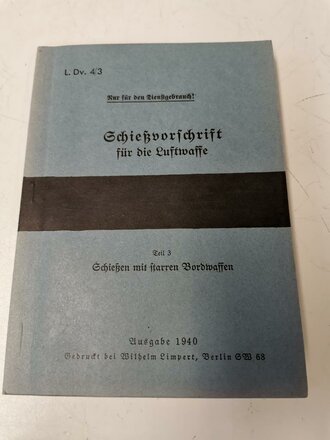 L. Dv. 4/3
Nur für den Dienstgebrauch!
Schießvorschrift
für die Luftwaffe
Teil 3
Schießen mit starren Bordwaffen
Ausgabe 1940
Gedruckt bei Wilhelm Limpert, Berlin SW 68